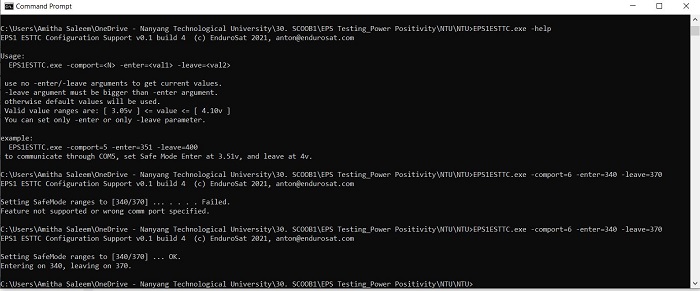 Command Prompt
C:\Users\Amitha Saleem\OneDrive - Nanyang Technological University\30. SCOOB1\EPS Testing_Power Positivity\NTU\NTU>EPS1ESTTC.exe -help
EPS1 ESTTC Configuration Support v0.1 build 4  (c) EnduroSat 2021, anton@endurosat.com
Usage:
EPS1ESTTC.exe -comport=<N> -enter=<val1> -leave=<val2>
use no -enter/-leave arguments to get current values.
-leave argument must be bigger than -enter argument.
otherwise default values will be used.
Valid value ranges are: [ 3.05v ] <= value <= [ 4.10v ]
You can set only -enter or only -leave parameter.
example:
EPS1ESTTC.exe -comport=5 -enter=351 -leave=400
to communicate through COM5, set Safe Mode Enter at 3.51v, and leave at 4v.
C:\Users\Amitha Saleem\OneDrive - Nanyang Technological University\30. SCOOB1\EPS Testing_Power Positivity\NTU\NTU>EPS1ESTTC.exe -comport=6 -enter=340 -leave=370
EPS1 ESTTC Configuration Support v0.1 build 4  (c) EnduroSat 2021, anton@endurosat.com
Setting SafeMode ranges to [340/370] ... . . . . Failed.
Feature not supported or wrong comm port specified.
C:\Users\Amitha Saleem\OneDrive - Nanyang Technological University\30. SCOOB1\EPS Testing_Power Positivity\NTU\NTU>EPS1ESTTC.exe -comport=6 -enter=340 -leave=370
EPS1 ESTTC Configuration Support v0.1 build 4  (c) EnduroSat 2021, anton@endurosat.com
Setting SafeMode ranges to [340/370] ... OK.
Entering on 340, leaving on 370.
C:\Users\Amitha Saleem\OneDrive - Nanyang Technological University\30. SCOOB1\EPS Testing_Power Positivity\NTU\NTU>